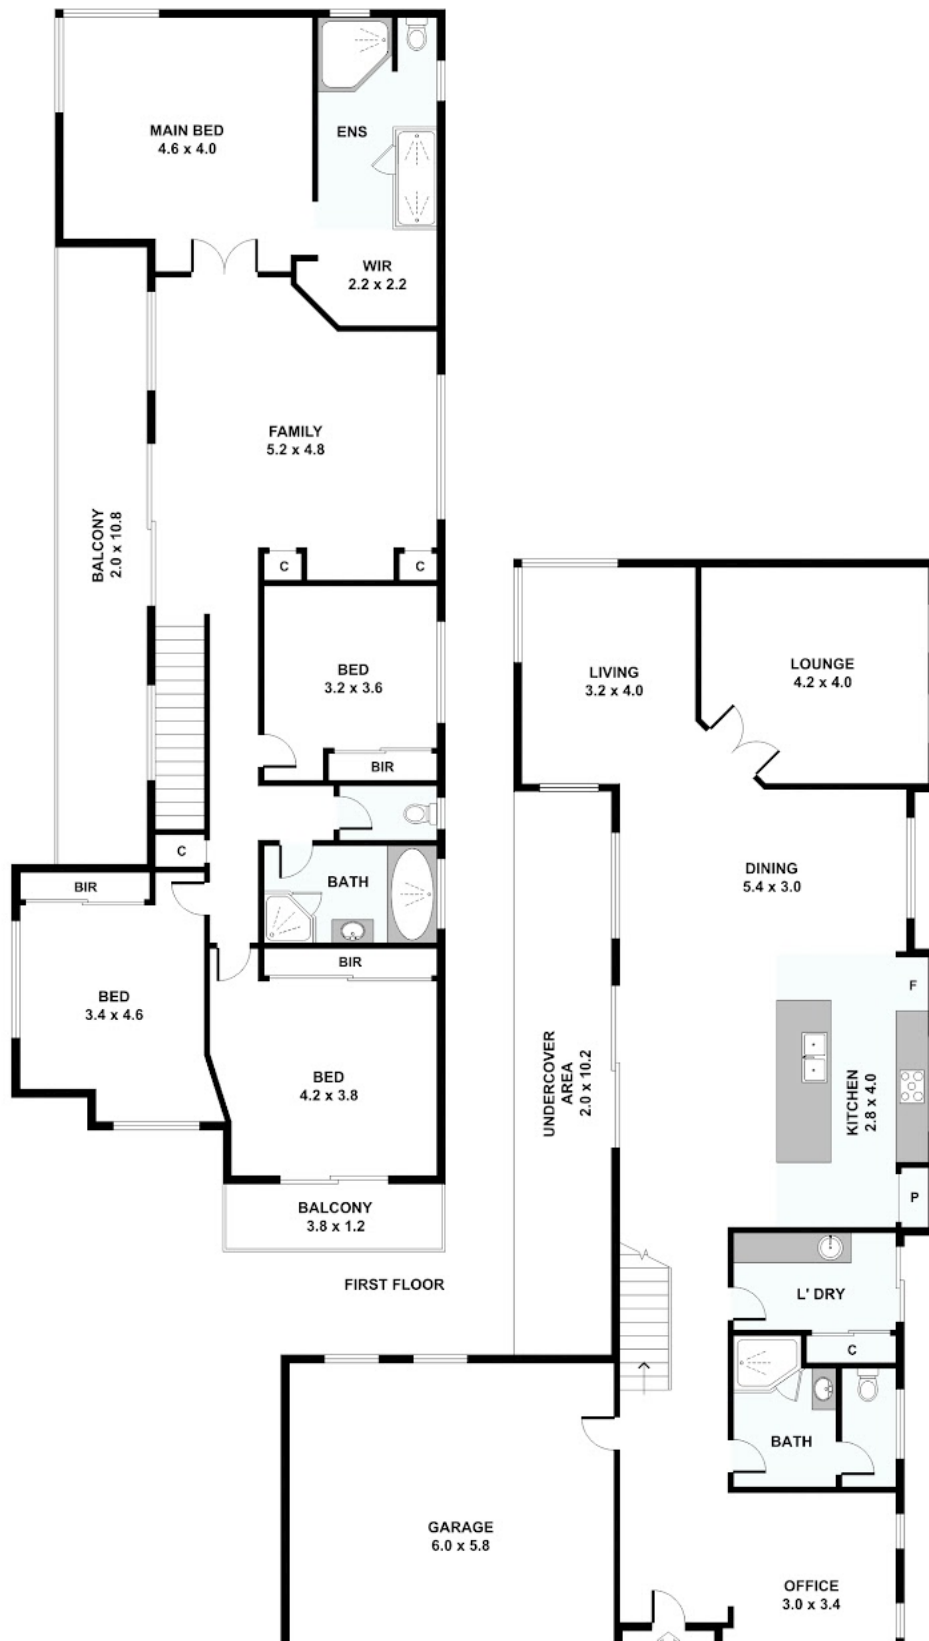 MAIN BED
4.6 x 4.0
ENS
WIR
2.2 x 2.2
FAMILY
5.2 x 4.8
BALCONY
2.0 x 10.8
C
C
BED
3.2 x 3.6
BIR
C
BIR
BATH
BIR
BED
3.4 x 4.6
BED
4.2 x 3.8
BALCONY
3.8 x 1.2
FIRST FLOOR
LIVING
3.2 x 4.0
LOUNGE
4.2 x 4.0
DINING
5.4 x 3.0
F
UNDERCOVER
AREA
2.0 x 10.2
KITCHEN
2.8 x 4.0
P
L' DRY
C
BATH
GARAGE
6.0 x 5.8
OFFICE
3.0 x 3.4